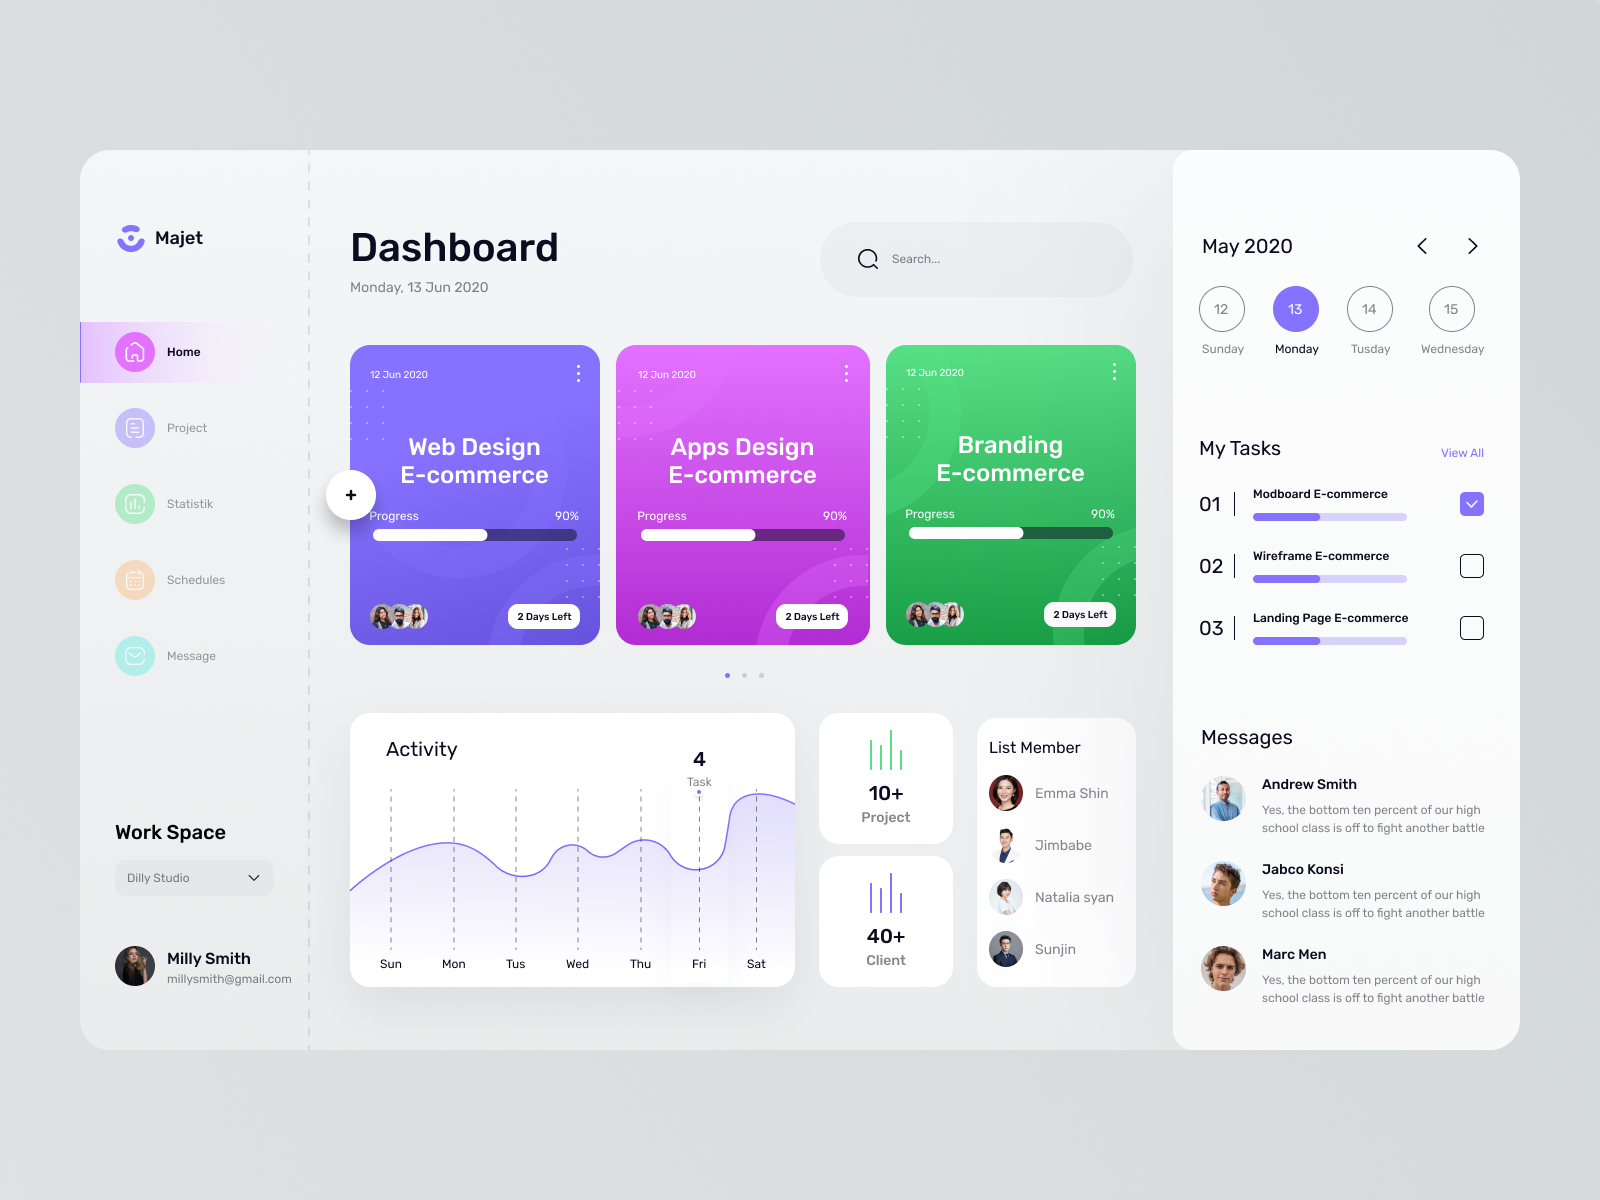 Majet
Home
Project
Statistik
Schedules
Message
Work Space
Dilly Studio
Milly Smith
millysmith@gmail.com
Dashboard
Monday, 13 Jun 2020
Search...
12 Jun 2020
Web Design
E-commerce
Progress 90%
2 Days Left
12 Jun 2020
Apps Design
E-commerce
Progress 90%
2 Days Left
12 Jun 2020
Branding
E-commerce
Progress 90%
2 Days Left
+
Activity
4
Task
Sun Mon Tus Wed Thu Fri Sat
10+
Project
40+
Client
List Member
Emma Shin
Jimbabe
Natalia syan
Sunjin
May 2020
12 13 14 15
Sunday Monday Tusday Wednesday
My Tasks
View All
01 Modboard E-commerce
02 Wireframe E-commerce
03 Landing Page E-commerce
Messages
Andrew Smith
Yes, the bottom ten percent of our high
school class is off to fight another battle
Jabco Konsi
Yes, the bottom ten percent of our high
school class is off to fight another battle
Marc Men
Yes, the bottom ten percent of our high
school class is off to fight another battle